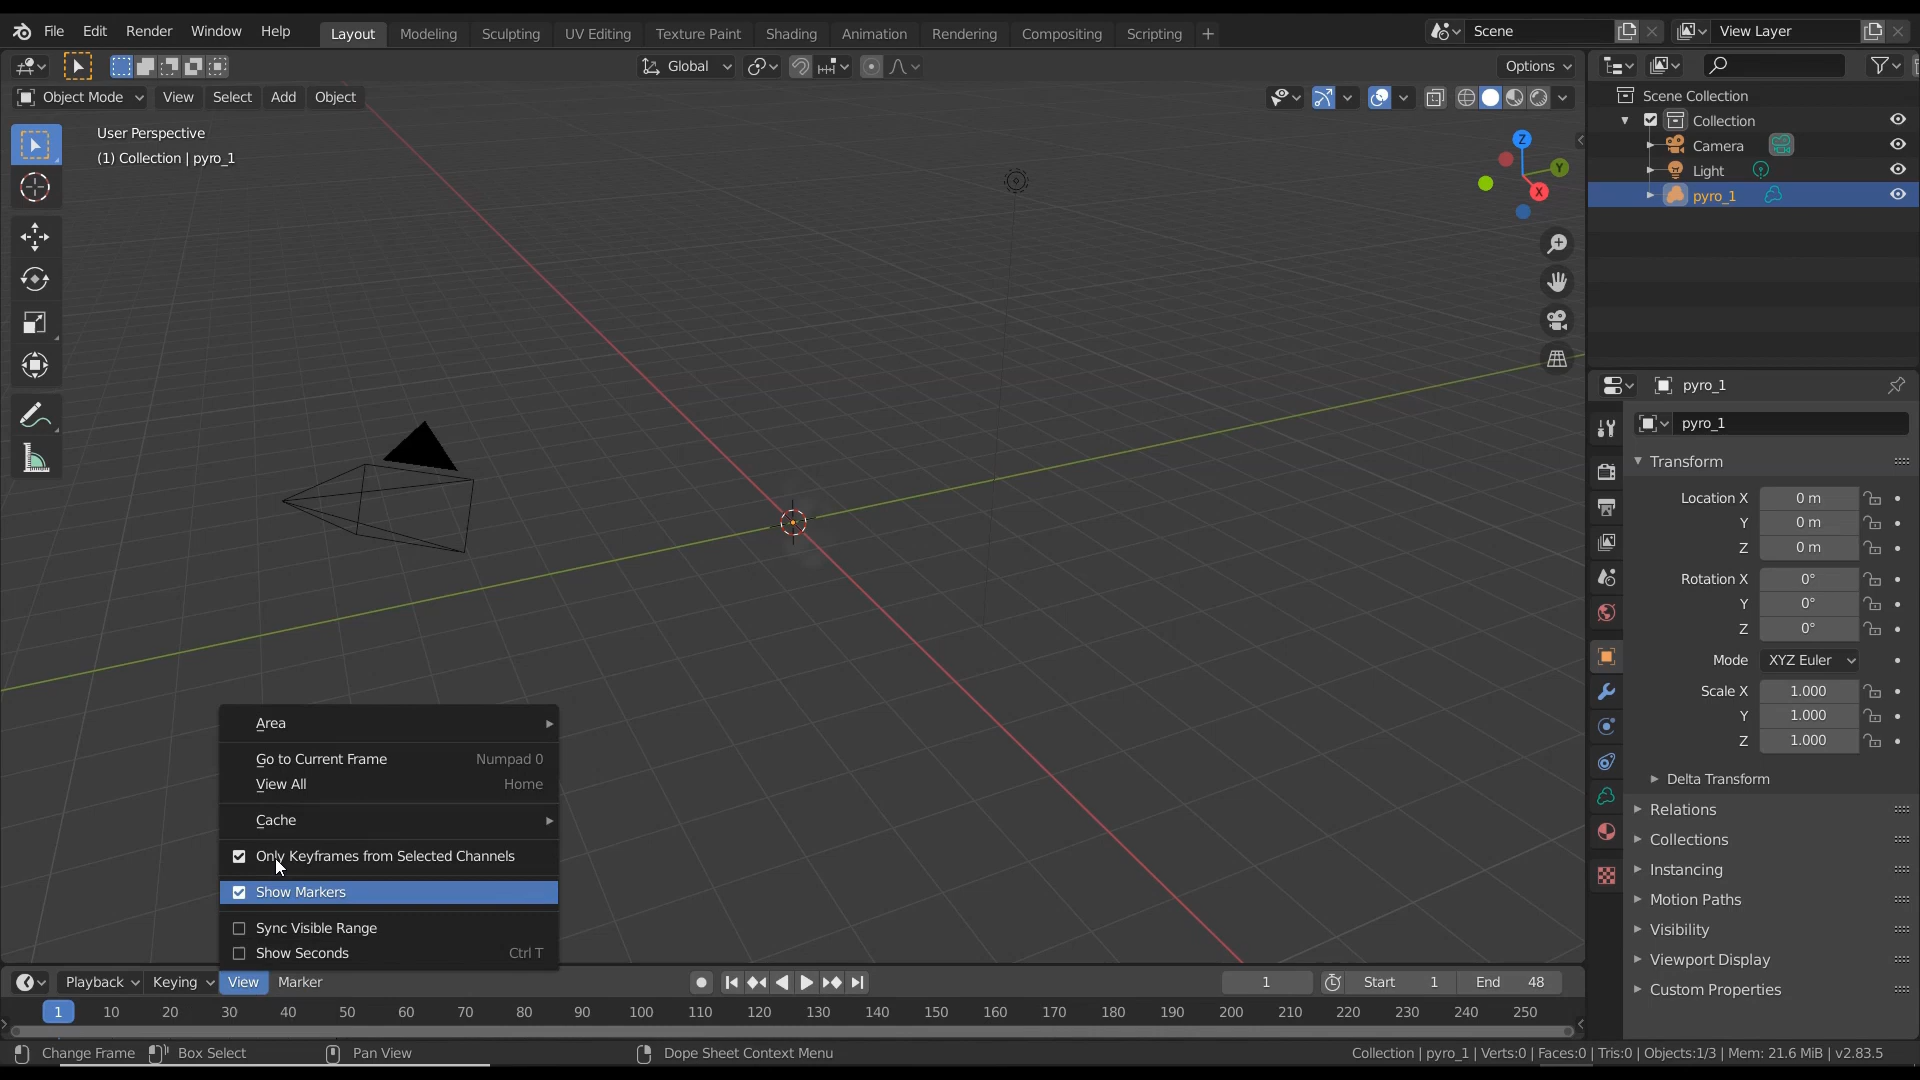 File Edit Render Window Help Layout Modeling Sculpting UV Editing Texture Paint Shading Animation Rendering Compositing Scripting + Scene View Layer
Global Options
Object Mode View Select Add Object
User Perspective
(1) Collection | pyro_1
Z
Y
X
Scene Collection
Collection
Camera
Light
pyro_1
pyro_1
pyro_1
Transform
Location X 0 m
Y 0 m
Z 0 m
Rotation X 0°
Y 0°
Z 0°
Mode XYZ Euler
Scale X 1.000
Y 1.000
Z 1.000
Delta Transform
Relations
Collections
Instancing
Motion Paths
Visibility
Viewport Display
Custom Properties
Area
Go to Current Frame Numpad 0
View All Home
Cache
Only Keyframes from Selected Channels
Show Markers
Sync Visible Range
Show Seconds Ctrl T
Playback Keying View Marker 1 Start 1 End 48
1 10 20 30 40 50 60 70 80 90 100 110 120 130 140 150 160 170 180 190 200 210 220 230 240 250
Change Frame Box Select Pan View Dope Sheet Context Menu Collection | pyro_1 | Verts:0 | Faces:0 | Tris:0 | Objects:1/3 | Mem: 21.6 MiB | v2.83.5